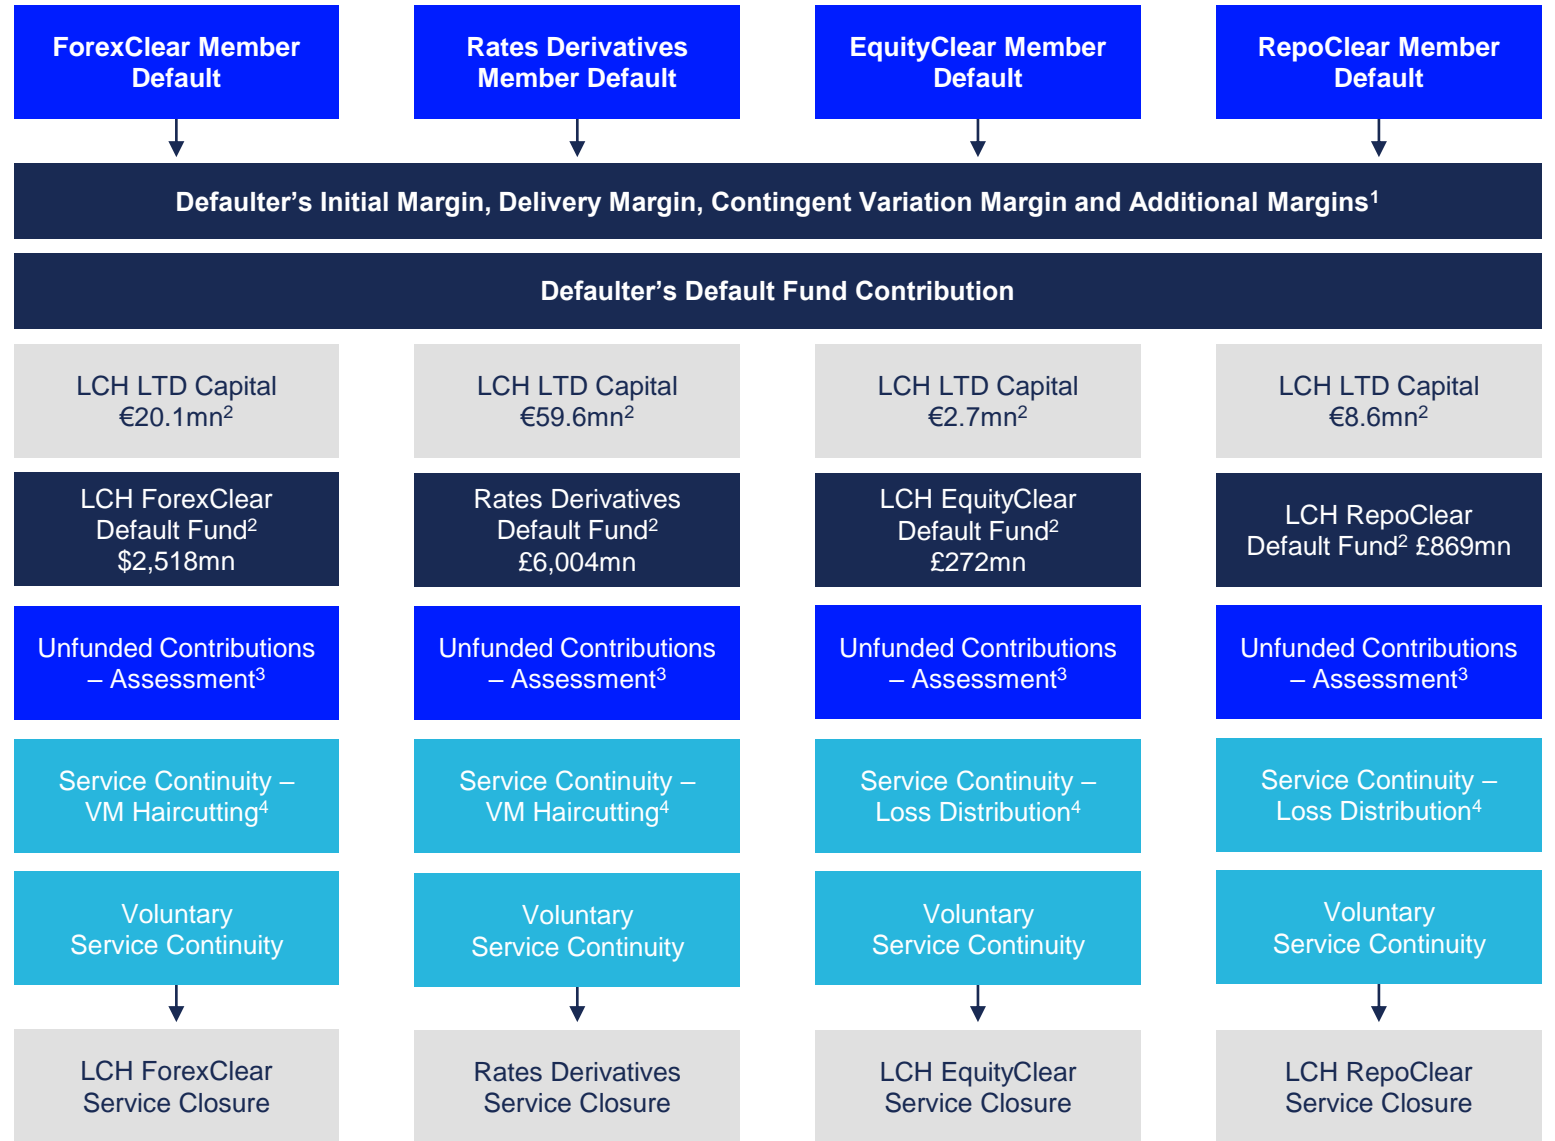 ForexClear Member
Default
Rates Derivatives
Member Default
EquityClear Member
Default
RepoClear Member
Default
Defaulter’s Initial Margin, Delivery Margin, Contingent Variation Margin and Additional Margins¹
Defaulter’s Default Fund Contribution
LCH LTD Capital
€20.1mn²
LCH LTD Capital
€59.6mn²
LCH LTD Capital
€2.7mn²
LCH LTD Capital
€8.6mn²
LCH ForexClear
Default Fund²
$2,518mn
Rates Derivatives
Default Fund²
£6,004mn
LCH EquityClear
Default Fund²
£272mn
LCH RepoClear
Default Fund² £869mn
Unfunded Contributions
– Assessment³
Unfunded Contributions
– Assessment³
Unfunded Contributions
– Assessment³
Unfunded Contributions
– Assessment³
Service Continuity –
VM Haircutting⁴
Service Continuity –
VM Haircutting⁴
Service Continuity –
Loss Distribution⁴
Service Continuity –
Loss Distribution⁴
Voluntary
Service Continuity
Voluntary
Service Continuity
Voluntary
Service Continuity
Voluntary
Service Continuity
LCH ForexClear
Service Closure
Rates Derivatives
Service Closure
LCH EquityClear
Service Closure
LCH RepoClear
Service Closure